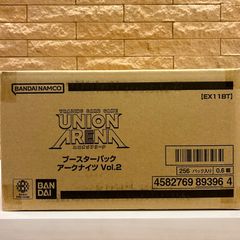 BANDAI NAMCO
【EX11BT】
TRADING CARD GAME
UNION
ARENA
ユニオンアリーナ
ブースターパック
アークナイツ Vol.2
256 パック入り 0.6
4582769 89396 4
BAN
DAI